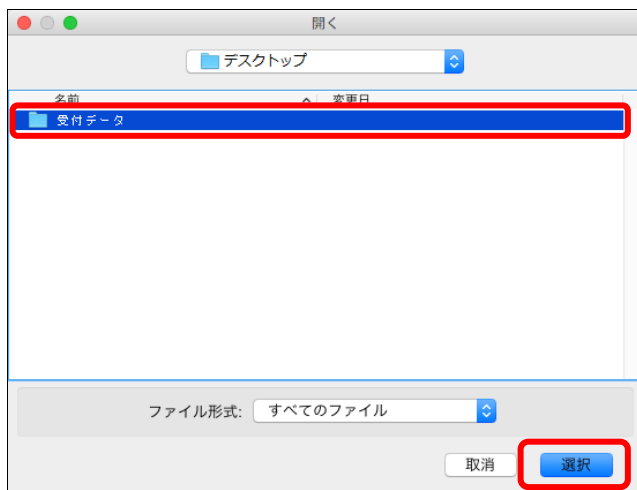 開く
デスクトップ
名前 変更日
受付データ
ファイル形式: すべてのファイル
取消 選択